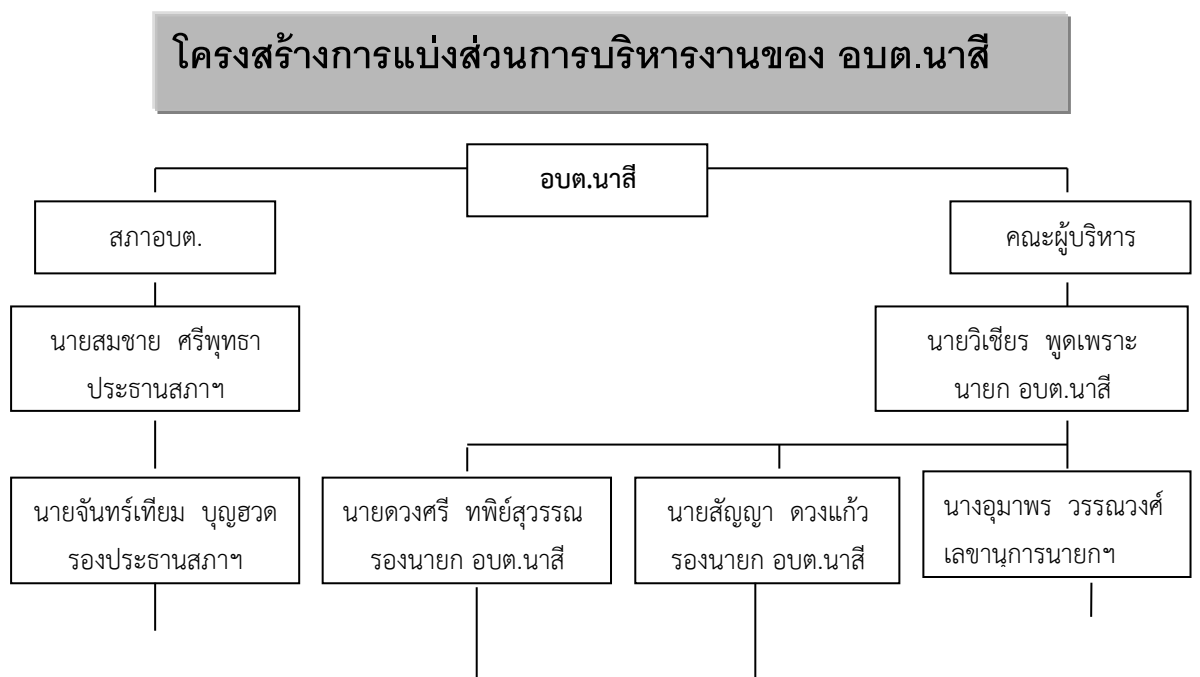 โครงสร้างการแบ่งส่วนการบริหารงานของ อบต.นาสี
อบต.นาสี
สภาอบต.
คณะผู้บริหาร
นายสมชาย ศรีพุทธา
ประธานสภาฯ
นายวิเชียร พูดเพราะ
นายก อบต.นาสี
นายจันทร์เทียม บุญฮวด
รองประธานสภาฯ
นายดวงศรี ทพิย์สุวรรณ
รองนายก อบต.นาสี
นายสัญญา ดวงแก้ว
รองนายก อบต.นาสี
นางอุมาพร วรรณวงศ์
เลขานุการนายกฯ